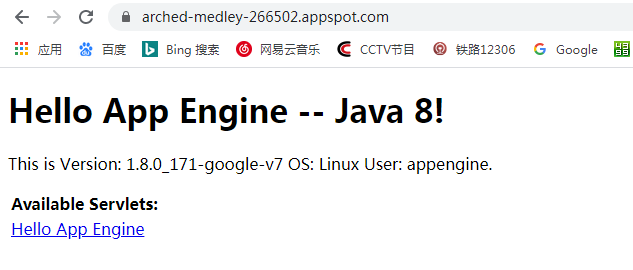 arched-medley-266502.appspot.com
应用 百度 Bing 搜索 网易云音乐 CCTV节目 铁路12306 Google
Hello App Engine -- Java 8!
This is Version: 1.8.0_171-google-v7 OS: Linux User: appengine.
Available Servlets:
Hello App Engine